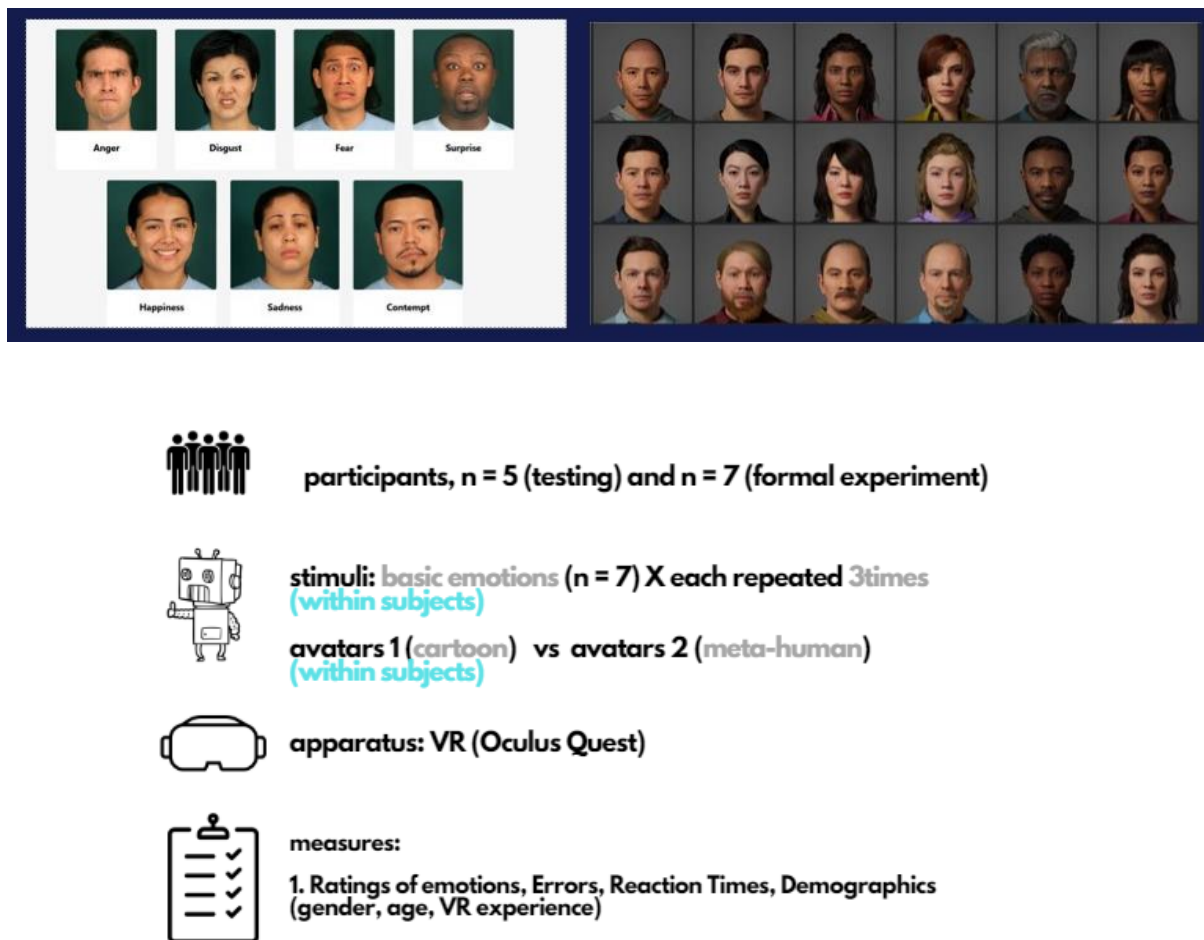 Anger
Disgust
Fear
Surprise
Happiness
Sadness
Contempt
participants, n = 5 (testing) and n = 7 (formal experiment)
stimuli: basic emotions (n = 7) X each repeated 3times
(within subjects)
avatars 1 (cartoon) vs avatars 2 (meta-human)
(within subjects)
apparatus: VR (Oculus Quest)
measures:
1. Ratings of emotions, Errors, Reaction Times, Demographics
(gender, age, VR experience)